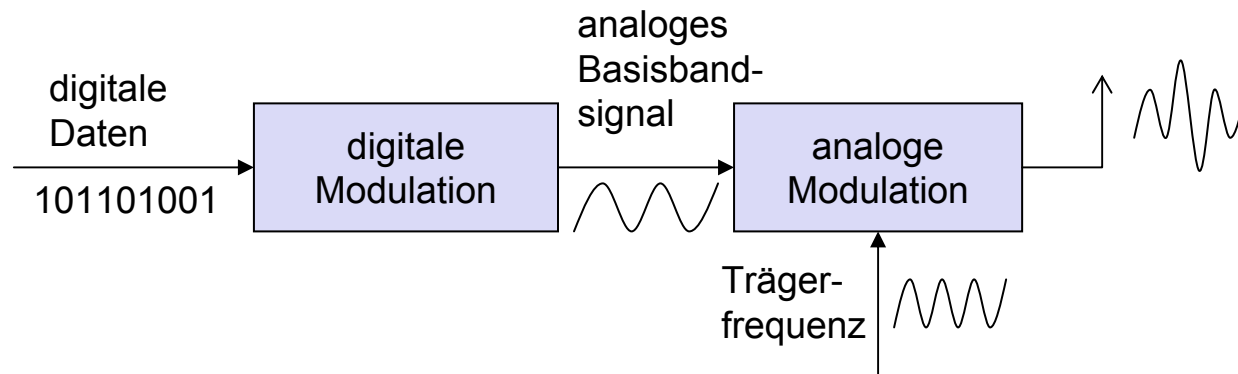 digitale
Daten
101101001
digitale
Modulation
analoges
Basisband-
signal
analoge
Modulation
Träger-
frequenz